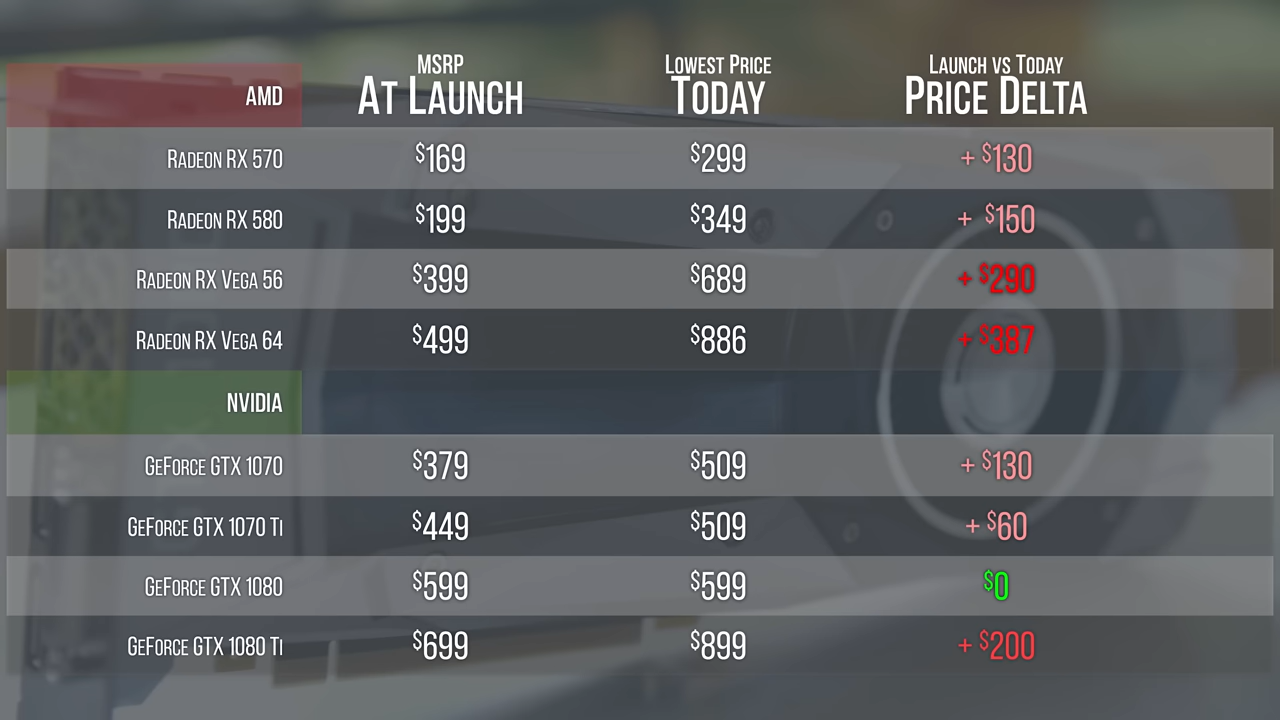 MSRP Lowest Price Launch vs Today
AMD At Launch Today Price Delta
Radeon RX 570 $169 $299 + $130
Radeon RX 580 $199 $349 + $150
Radeon RX Vega 56 $399 $689 + $290
Radeon RX Vega 64 $499 $886 + $387
NVIDIA
GeForce GTX 1070 $379 $509 + $130
GeForce GTX 1070 Ti $449 $509 + $60
GeForce GTX 1080 $599 $599 $0
GeForce GTX 1080 Ti $699 $899 + $200